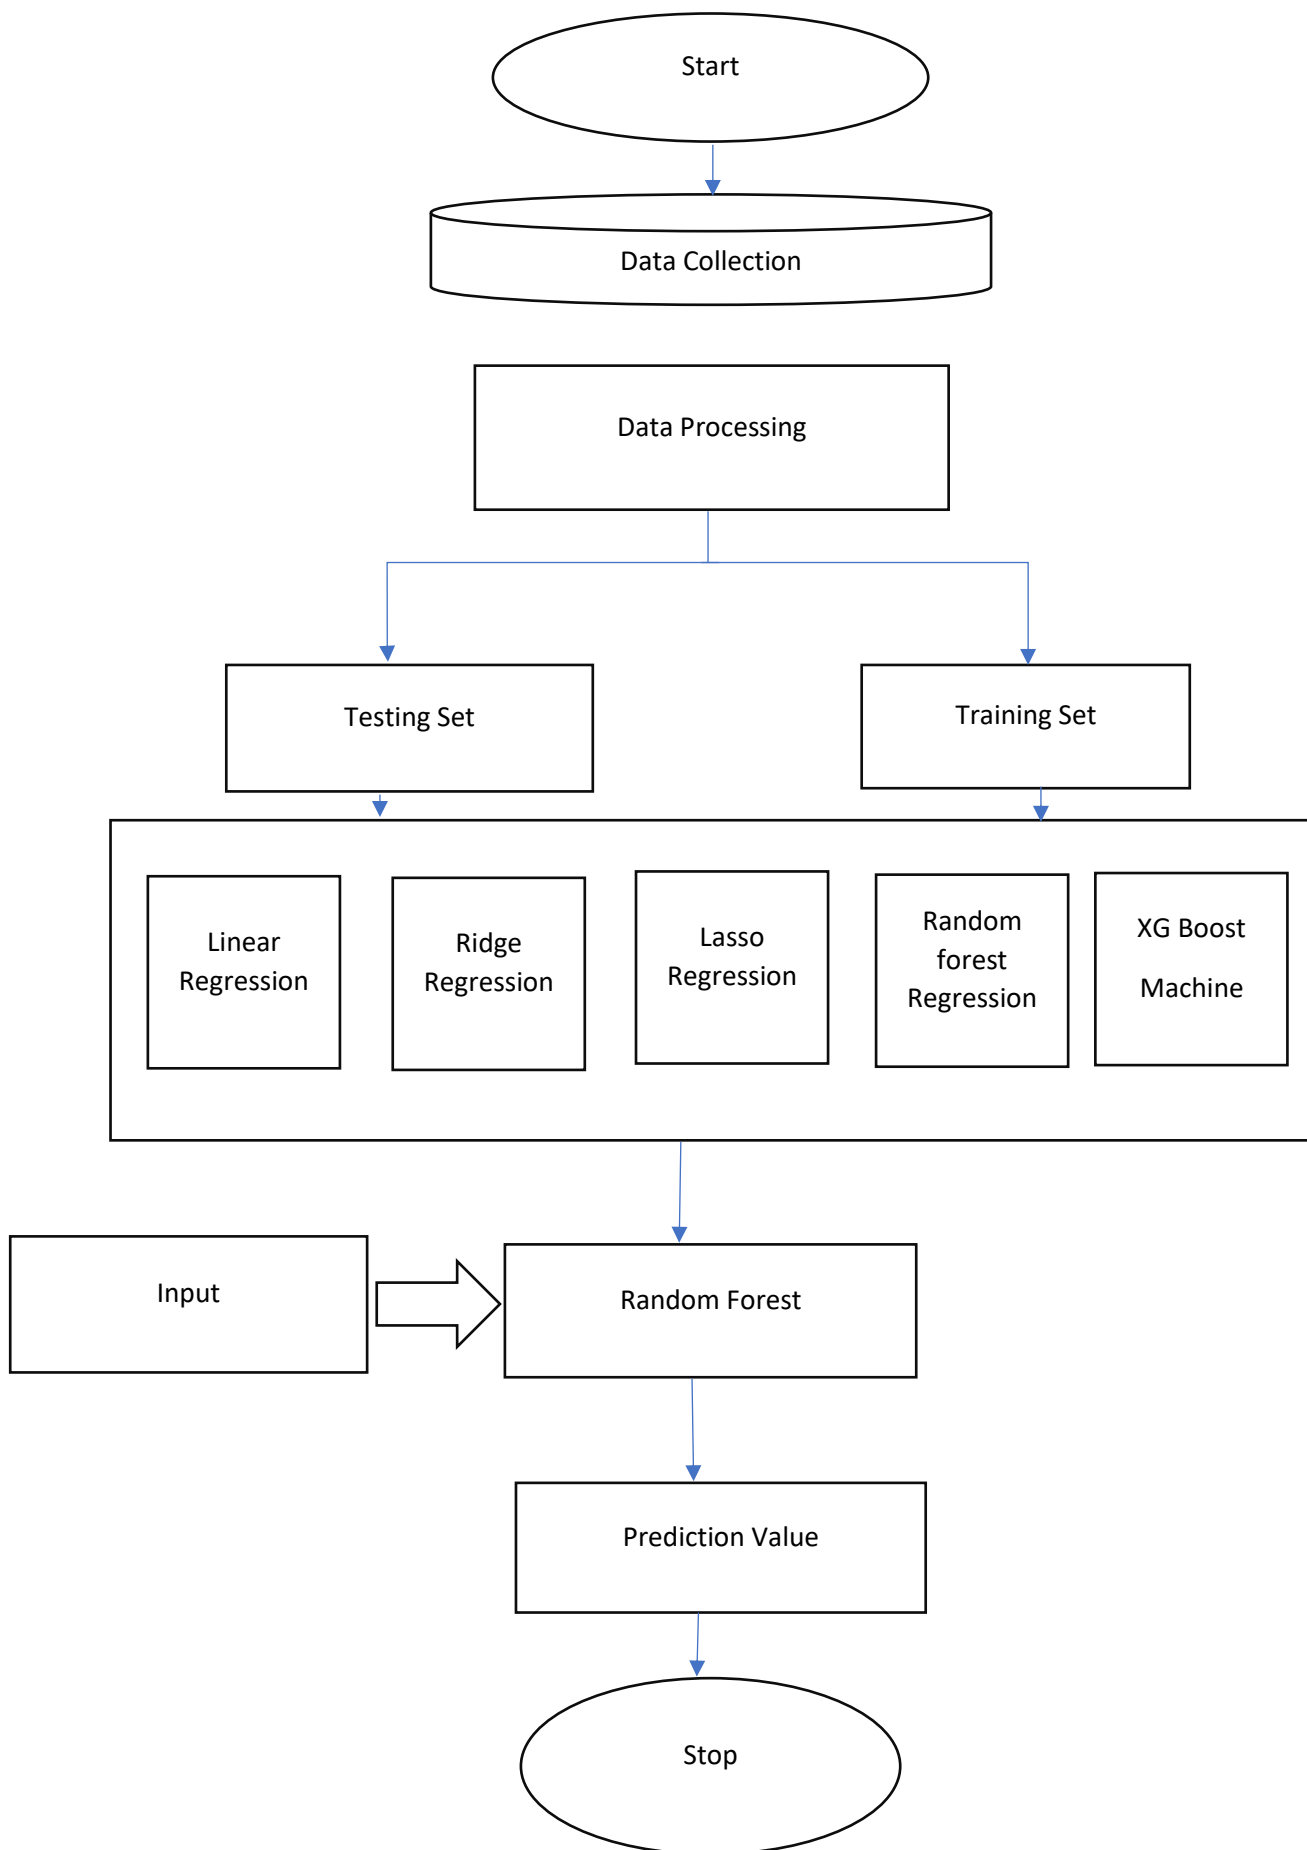 Start
Data Collection
Data Processing
Testing Set
Training Set
Linear
Regression
Ridge
Regression
Lasso
Regression
Random
forest
Regression
XG Boost
Machine
Input
Random Forest
Prediction Value
Stop